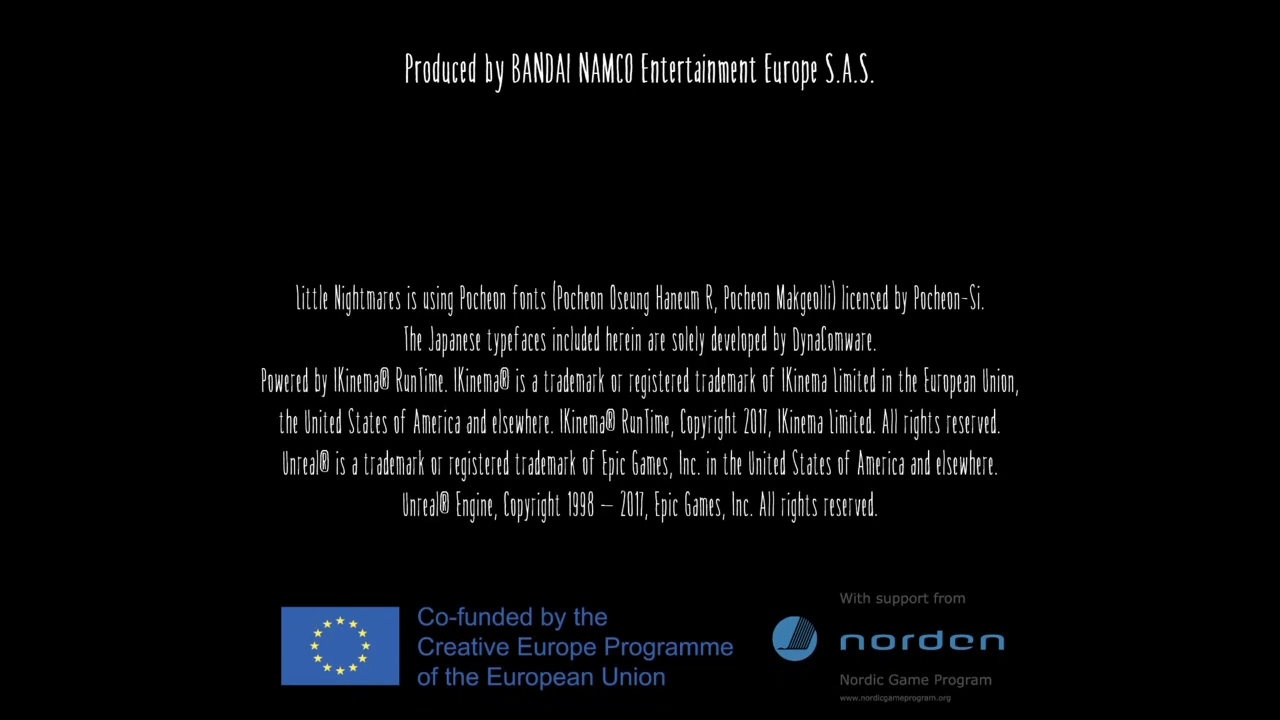 Produced by BANDAI NAMCO Entertainment Europe S.A.S.
Little Nightmares is using Pocheon fonts (Pocheon Oseung Haneum R, Pocheon Makgeolli) licensed by Pocheon-Si.
The Japanese typefaces included herein are solely developed by DynaComware.
Powered by IKinema® RunTime. IKinema® is a trademark or registered trademark of IKinema Limited in the European Union,
the United States of America and elsewhere. IKinema® RunTime, Copyright 2017, IKinema Limited. All rights reserved.
Unreal® is a trademark or registered trademark of Epic Games, Inc. in the United States of America and elsewhere.
Unreal® Engine, Copyright 1998 – 2017, Epic Games, Inc. All rights reserved.
Co-funded by the
Creative Europe Programme
of the European Union
With support from
norden
Nordic Game Program
www.nordicgameprogram.org